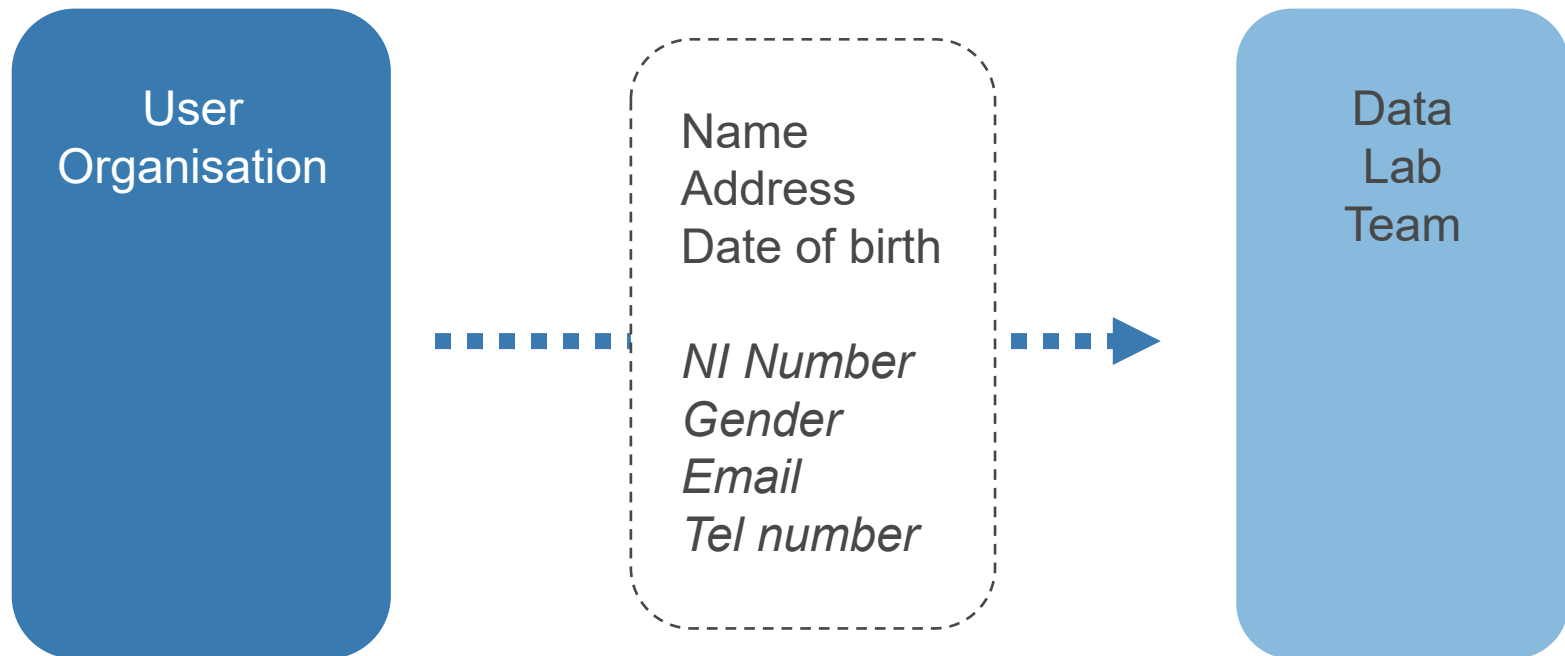 User
Organisation
Name
Address
Date of birth
NI Number
Gender
Email
Tel number
Data
Lab
Team